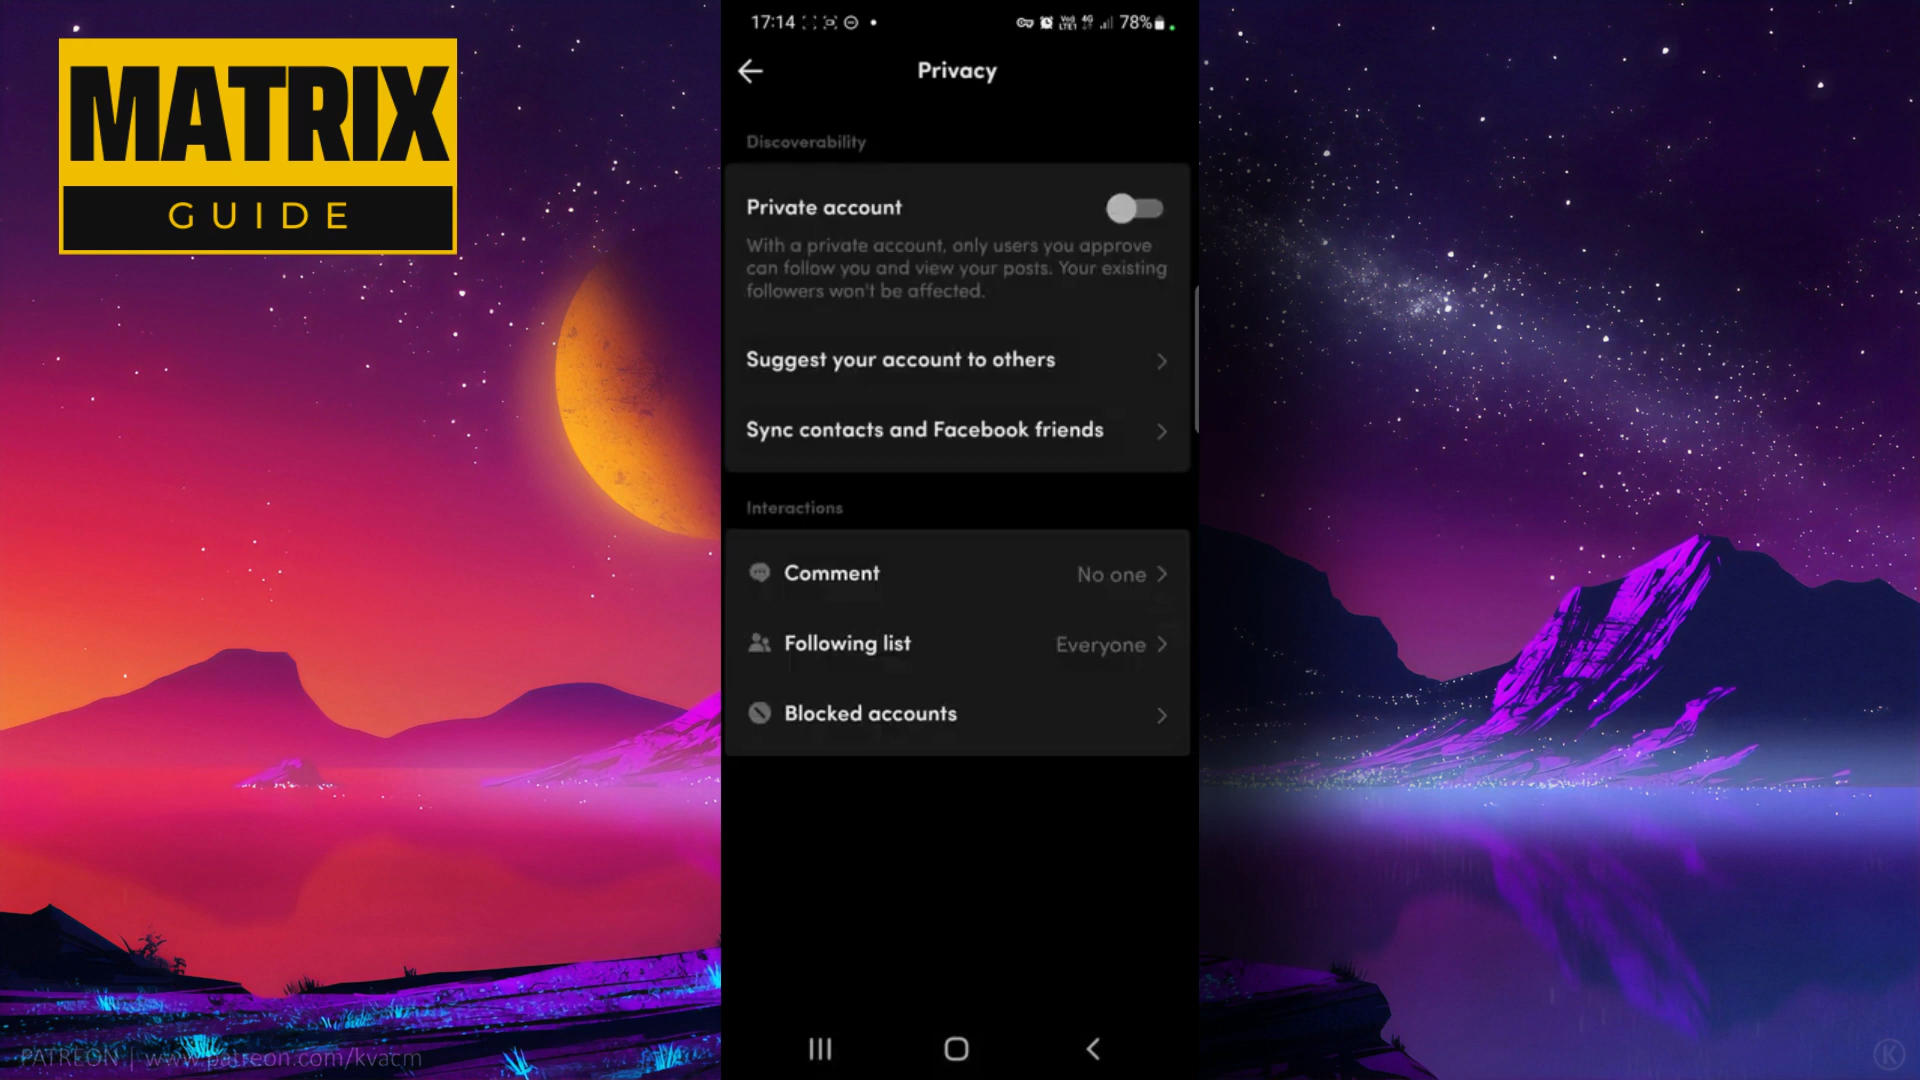 MATRIX
GUIDE
17:14
78%
Privacy
Discoverability
Private account
With a private account, only users you approve
can follow you and view your posts. Your existing
followers won't be affected.
Suggest your account to others
Sync contacts and Facebook friends
Interactions
Comment
No one
Following list
Everyone
Blocked accounts
PATREON | www.patreon.com/kvacm
K